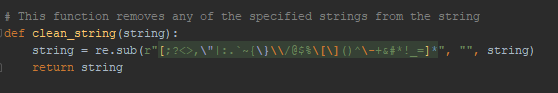 # This function removes any of the specified strings from the string
def clean_string(string):
string = re.sub(r"[;?<>,\"|:.`~{\}\\/@$%\[\]()^\-+&#*!_=]*", "", string)
return string